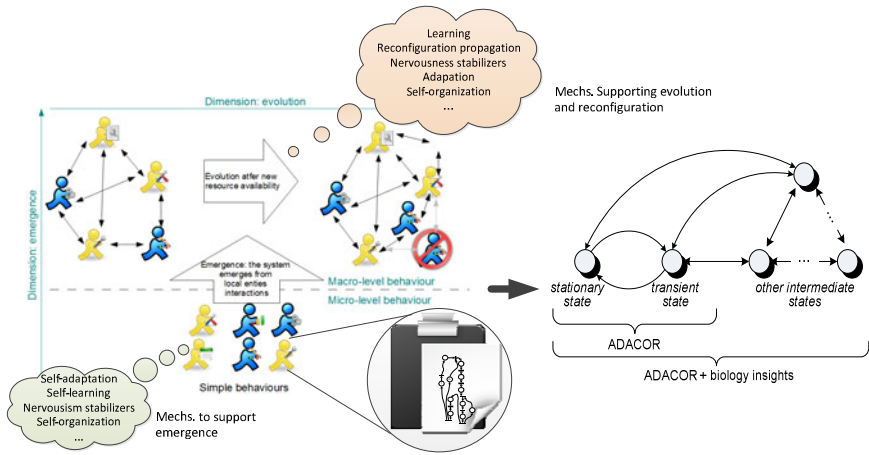 Learning
Reconfiguration propagation
Nervousness stabilizers
Adapation
Self-organization
...
Mechs. Supporting evolution
and reconfiguration
Dimension: evolution
Dimension: emergence
Evolution atfer new
resource availability
Emergence: the system
emerges from
local enties
interactions
Macro-level behaviour
Micro-level behaviour
Simple behaviours
Self-adaptation
Self-learning
Nervousism stabilizers
Self-organization
...
Mechs. to support
emergence
...
...
stationary
state
transient
state
other intermediate
states
ADACOR
ADACOR + biology insights